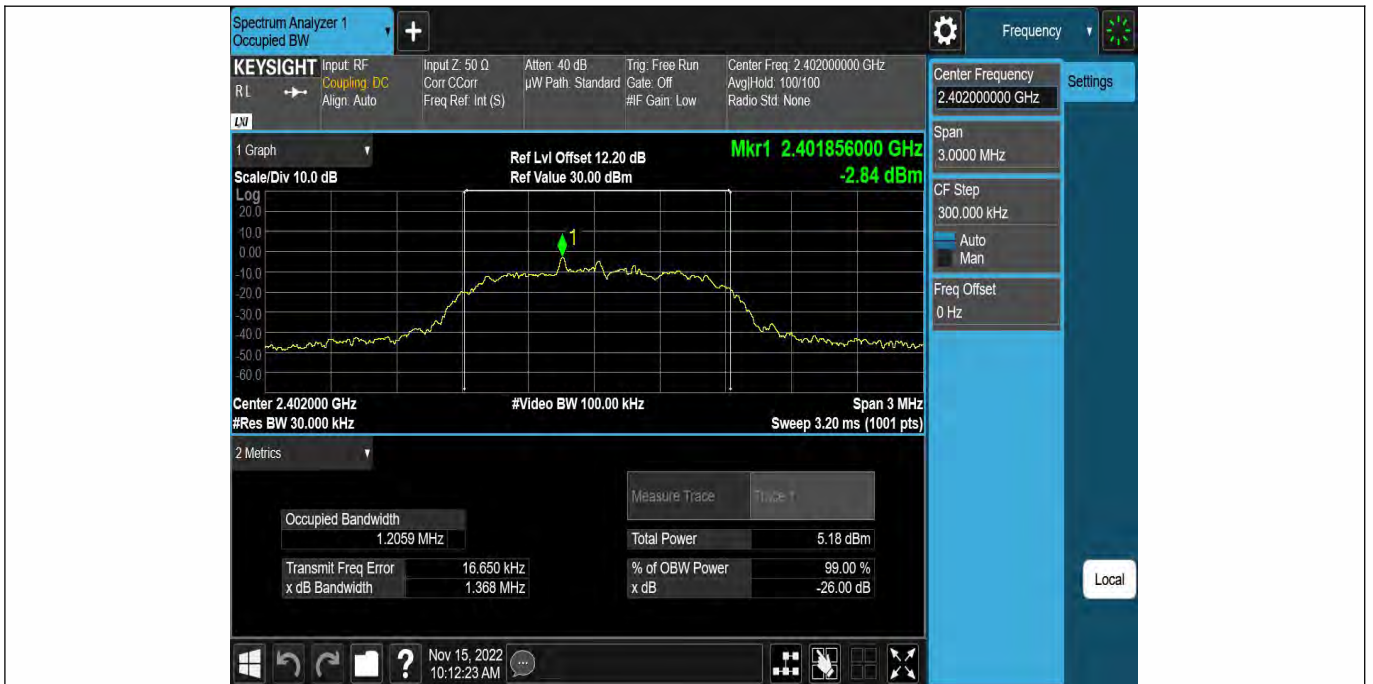 Spectrum Analyzer 1
Occupied BW
+
Frequency
KEYSIGHT
RL
LXI
Input: RF
Coupling: DC
Align: Auto
Input Z: 50 Ω
Corr CCorr
Freq Ref: Int (S)
Atten: 40 dB
µW Path: Standard
Trig: Free Run
Gate: Off
#IF Gain: Low
Center Freq: 2.402000000 GHz
Avg|Hold: 100/100
Radio Std: None
Center Frequency
2.402000000 GHz
Settings
Span
3.0000 MHz
CF Step
300.000 kHz
Auto
Man
Freq Offset
0 Hz
Local
1 Graph
Scale/Div 10.0 dB
Ref Lvl Offset 12.20 dB
Ref Value 30.00 dBm
Mkr1 2.401856000 GHz
-2.84 dBm
Log
20.0
10.0
0.00
-10.0
-20.0
-30.0
-40.0
-50.0
-60.0
1
Center 2.402000 GHz
#Res BW 30.000 kHz
#Video BW 100.00 kHz
Span 3 MHz
Sweep 3.20 ms (1001 pts)
2 Metrics
Measure Trace
Trace 1
Occupied Bandwidth
1.2059 MHz
Total Power 5.18 dBm
Transmit Freq Error 16.650 kHz
% of OBW Power 99.00 %
x dB Bandwidth 1.368 MHz
x dB -26.00 dB
?
Nov 15, 2022
10:12:23 AM